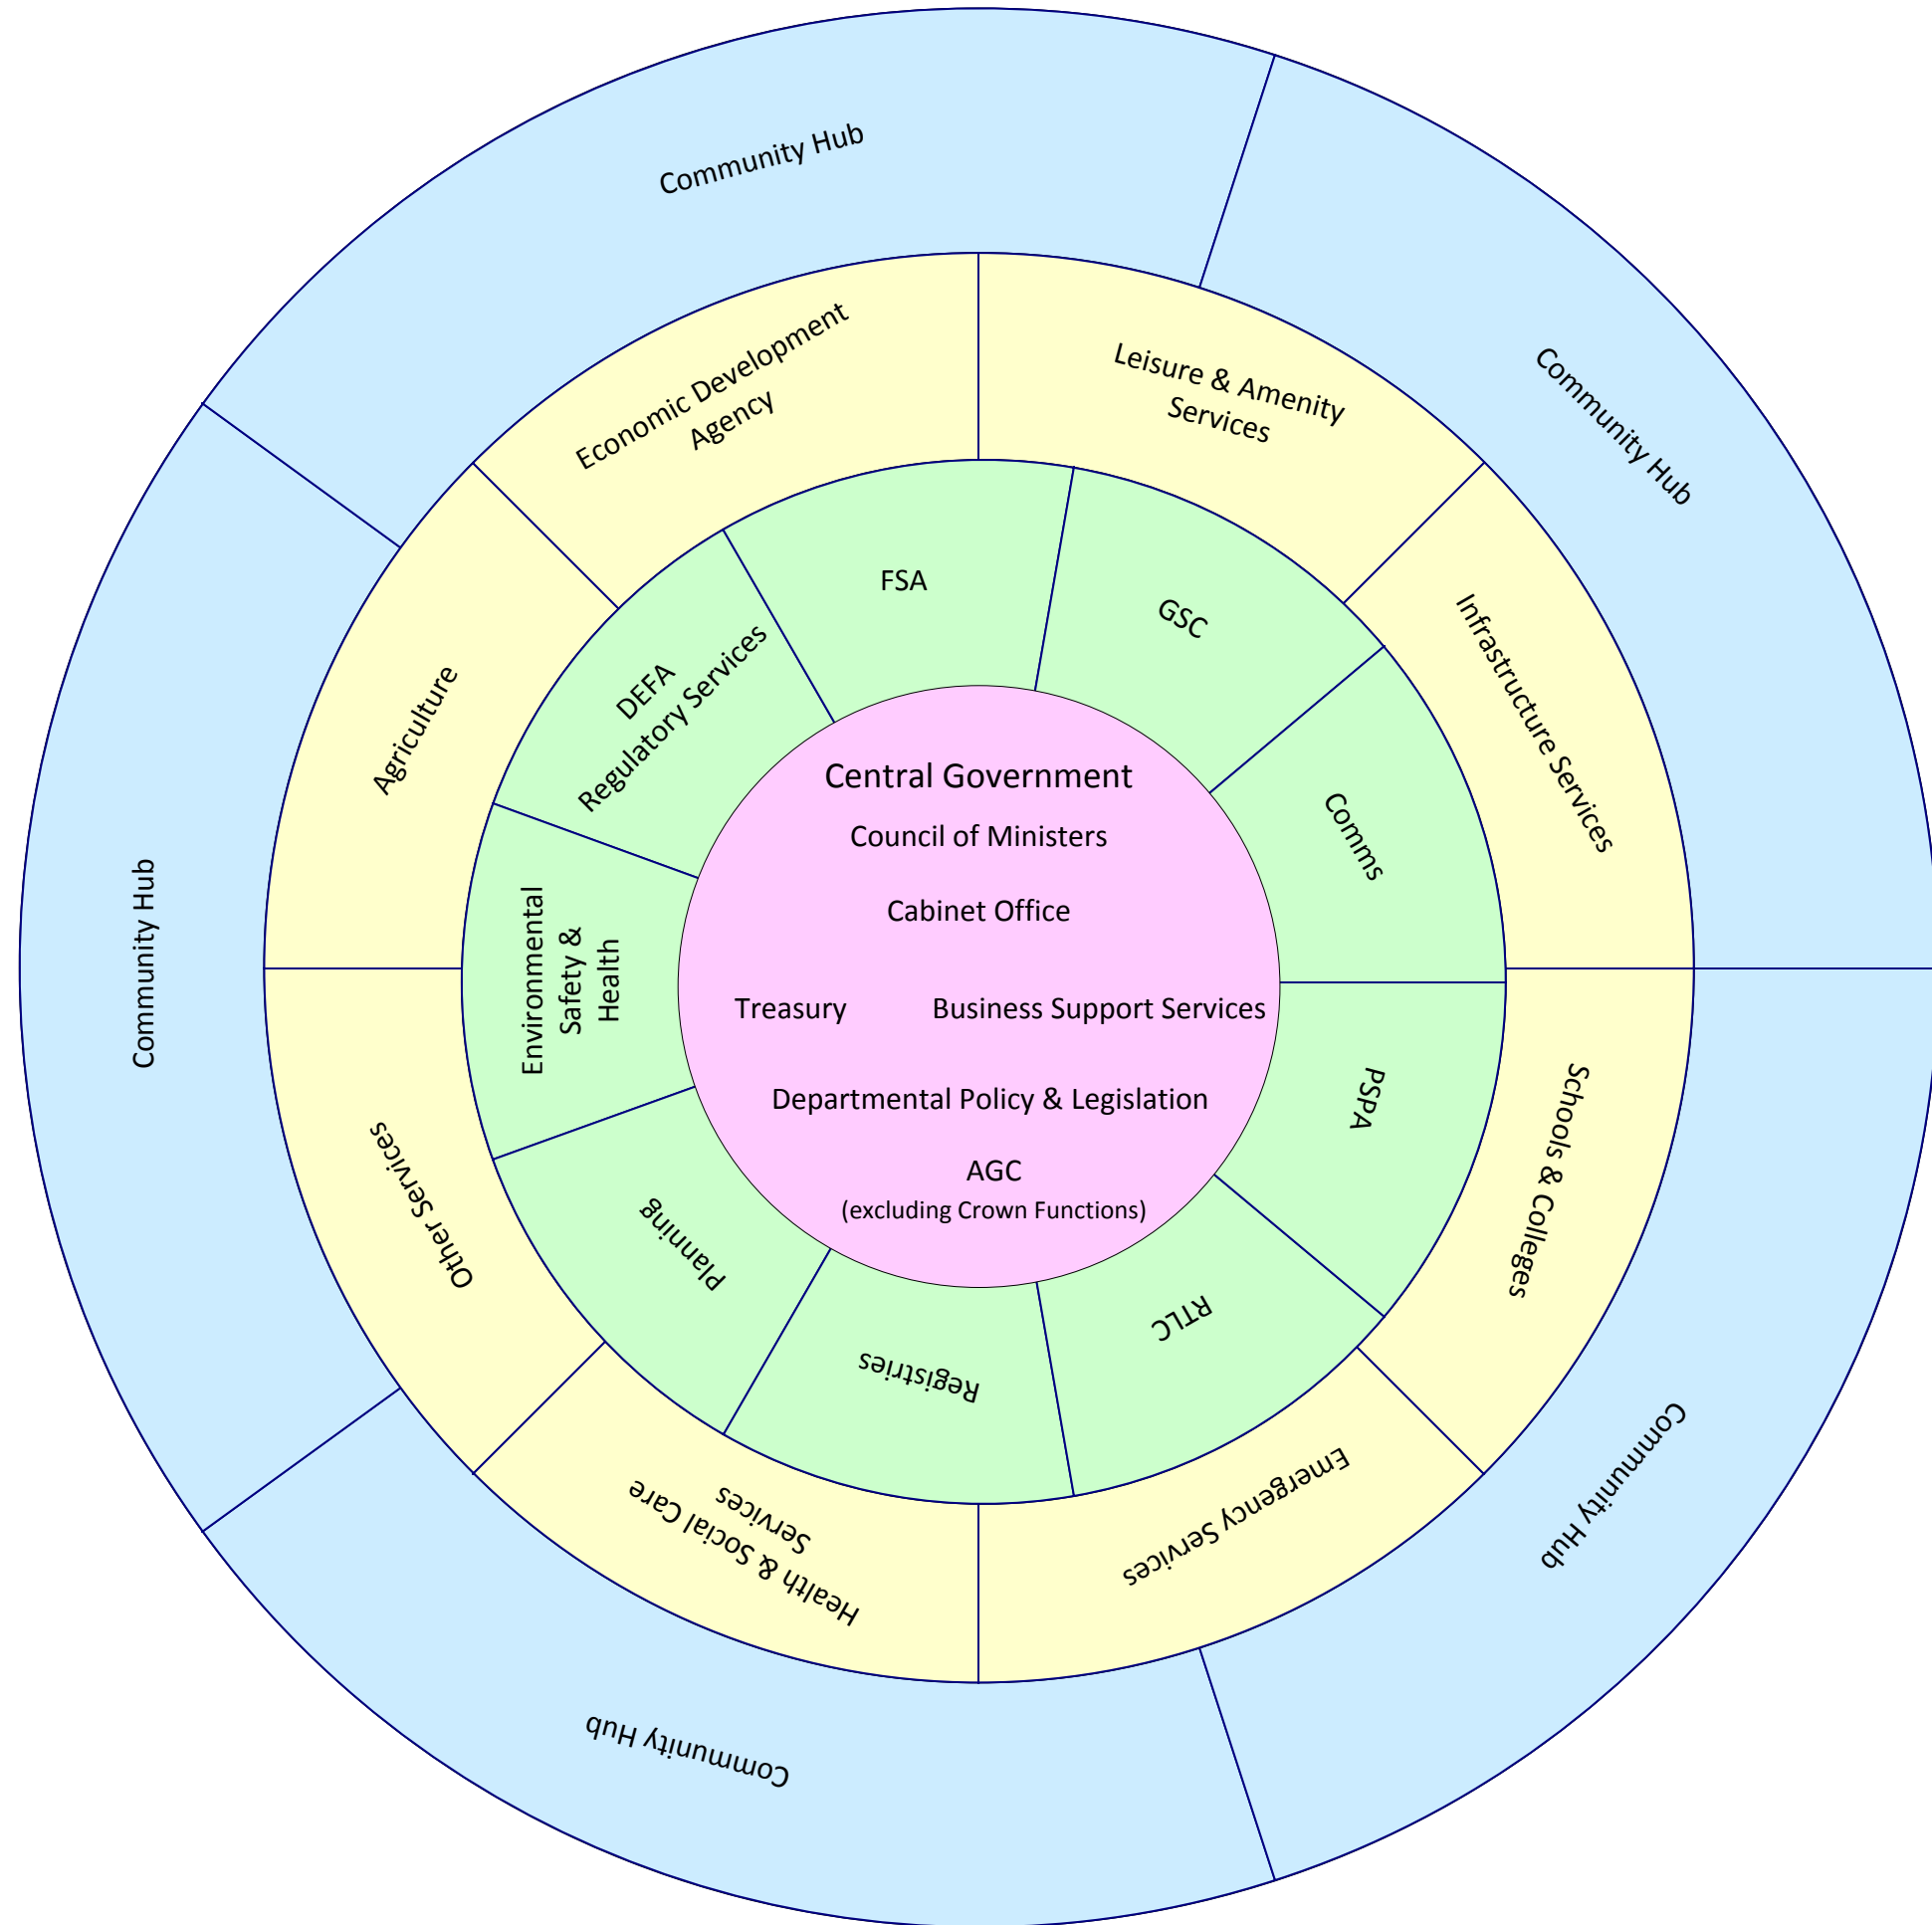 Community Hub
Community Hub
Community Hub
Community Hub
Community Hub
Economic Development
Agency
Leisure & Amenity
Services
Infrastructure Services
Schools & Colleges
Emergency Services
Health & Social Care
Services
Other Services
Agriculture
FSA
GSC
Comms
PSPA
RTLC
Registries
Planning
Environmental
Safety &
Health
DEFA
Regulatory Services
Central Government
Council of Ministers
Cabinet Office
Treasury
Business Support Services
Departmental Policy & Legislation
AGC
(excluding Crown Functions)